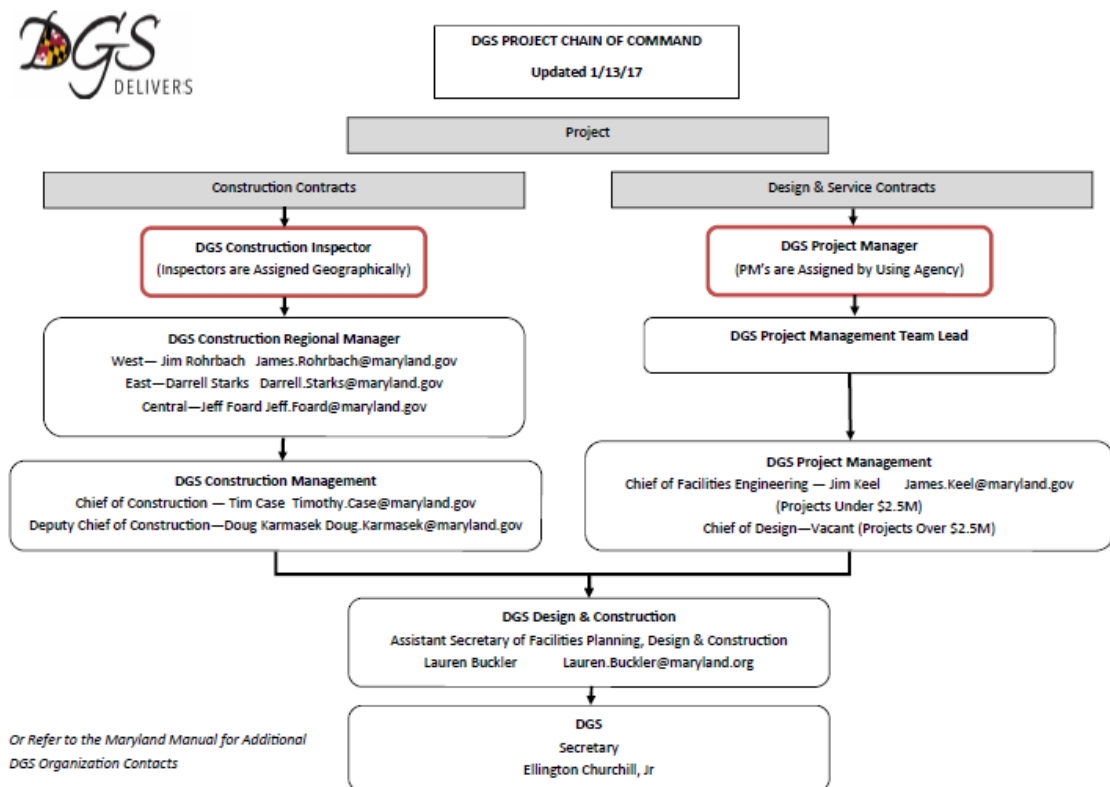 DGS
DELIVERS
DGS PROJECT CHAIN OF COMMAND
Updated 1/13/17
Project
Construction Contracts
DGS Construction Inspector
(Inspectors are Assigned Geographically)
DGS Construction Regional Manager
West— Jim Rohrbach James.Rohrbach@maryland.gov
East—Darrell Starks Darrell.Starks@maryland.gov
Central—Jeff Foard Jeff.Foard@maryland.gov
DGS Construction Management
Chief of Construction — Tim Case Timothy.Case@maryland.gov
Deputy Chief of Construction—Doug Karmasek Doug.Karmasek@maryland.gov
Design & Service Contracts
DGS Project Manager
(PM's are Assigned by Using Agency)
DGS Project Management Team Lead
DGS Project Management
Chief of Facilities Engineering — Jim Keel James.Keel@maryland.gov
(Projects Under $2.5M)
Chief of Design—Vacant (Projects Over $2.5M)
DGS Design & Construction
Assistant Secretary of Facilities Planning, Design & Construction
Lauren Buckler Lauren.Buckler@maryland.org
DGS
Secretary
Ellington Churchill, Jr
Or Refer to the Maryland Manual for Additional
DGS Organization Contacts